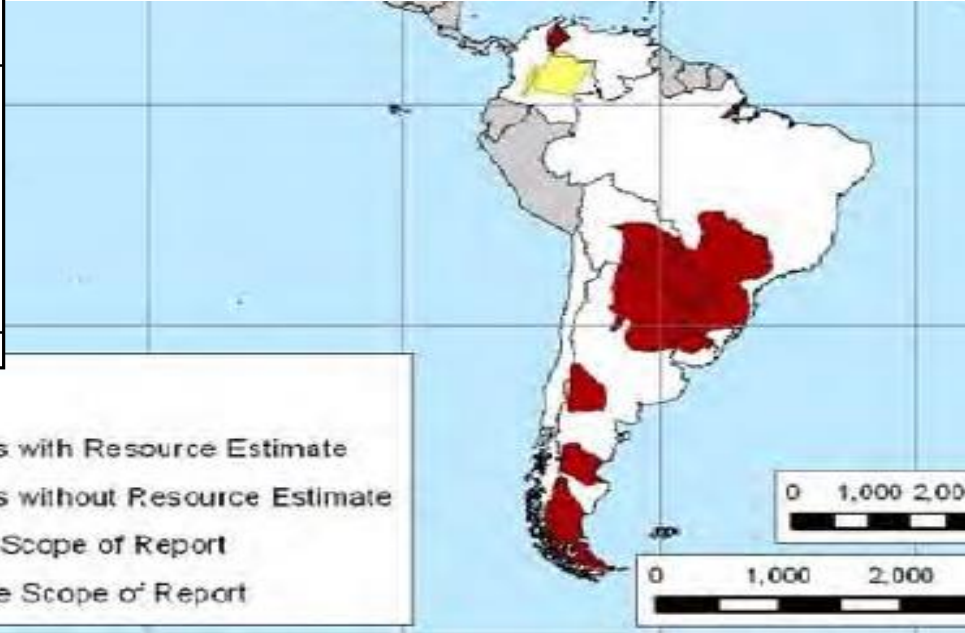 s with Resource Estimate
s without Resource Estimate
Scope of Report
e Scope of Report
0 1,000 2,00
0 1,000 2,000